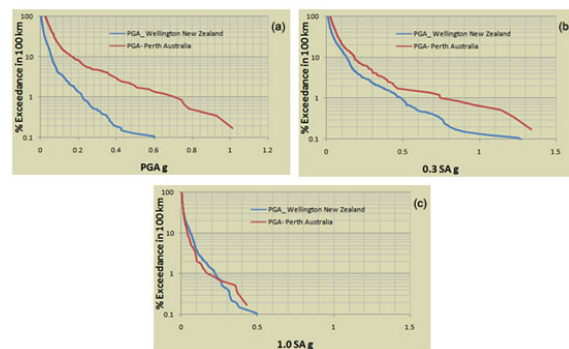 (a)
PGA_ Wellington New Zealand
PGA- Perth Australia
% Exceedance in 100 km
100
10
1
0.1
0 0.2 0.4 0.6 0.8 1 1.2
PGA g
(b)
PGA_ Wellington New Zealand
PGA- Perth Australia
% Exceedance in 100 km
100
10
1
0.1
0 0.5 1 1.5
0.3 SA g
(c)
PGA_ Wellington New Zealand
PGA- Perth Australia
% Exceedance in 100 km
100
10
1
0.1
0 0.5 1 1.5
1.0 SA g